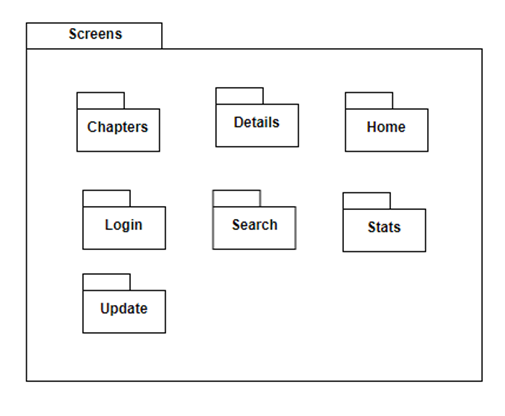 Screens
Chapters
Details
Home
Login
Search
Stats
Update